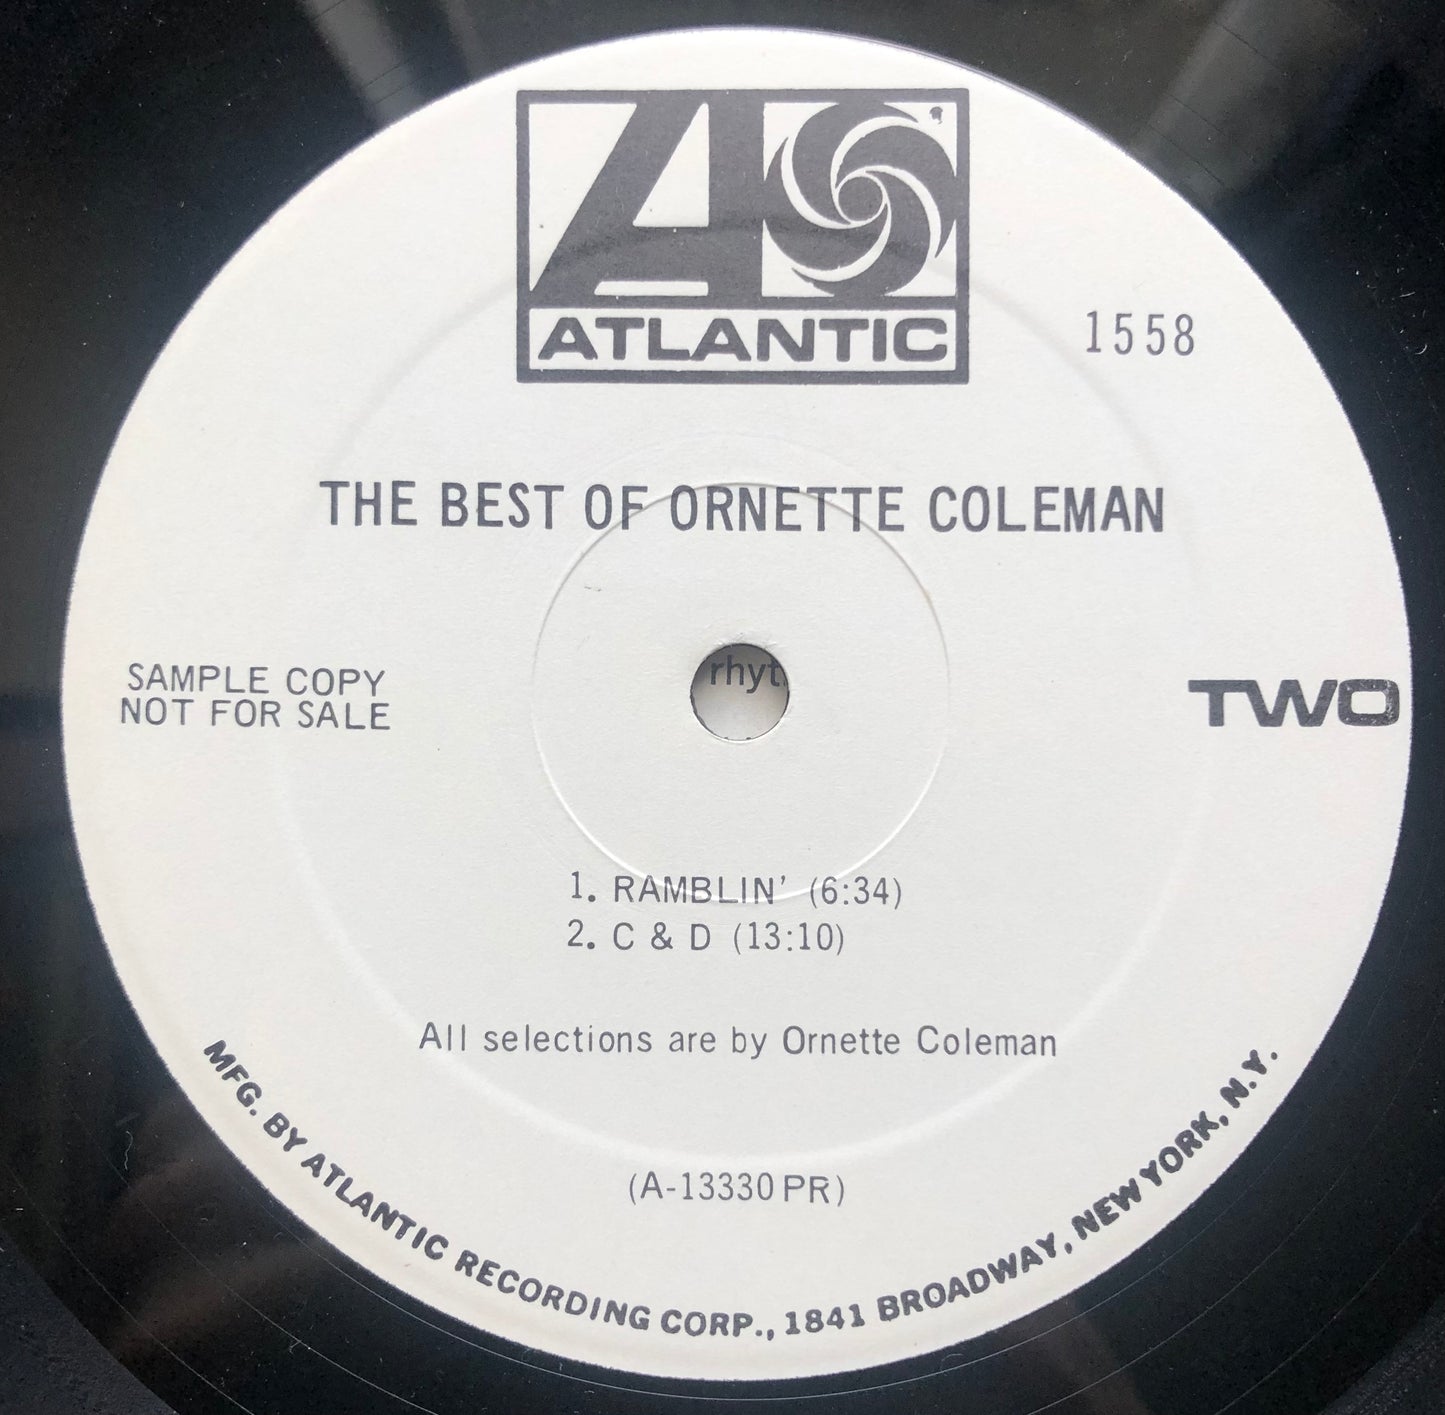 ATLANTIC
1558
THE BEST OF ORNETTE COLEMAN
SAMPLE COPY
NOT FOR SALE
rhyt
TWO
1. RAMBLIN' (6:34)
2. C & D (13:10)
All selections are by Ornette Coleman
(A-13330 PR)
MFG. BY ATLANTIC RECORDING CORP., 1841 BROADWAY, NEW YORK, N.Y.